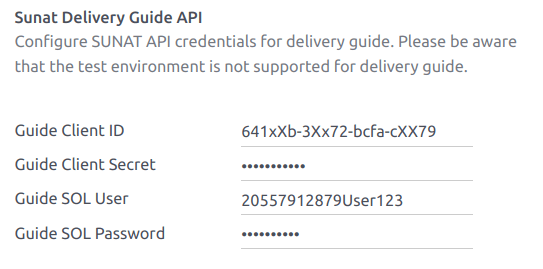 Sunat Delivery Guide API
Configure SUNAT API credentials for delivery guide. Please be aware
that the test environment is not supported for delivery guide.
Guide Client ID 641xXb-3Xx72-bcfa-cXX79
Guide Client Secret •••••••••••
Guide SOL User 20557912879User123
Guide SOL Password ••••••••••